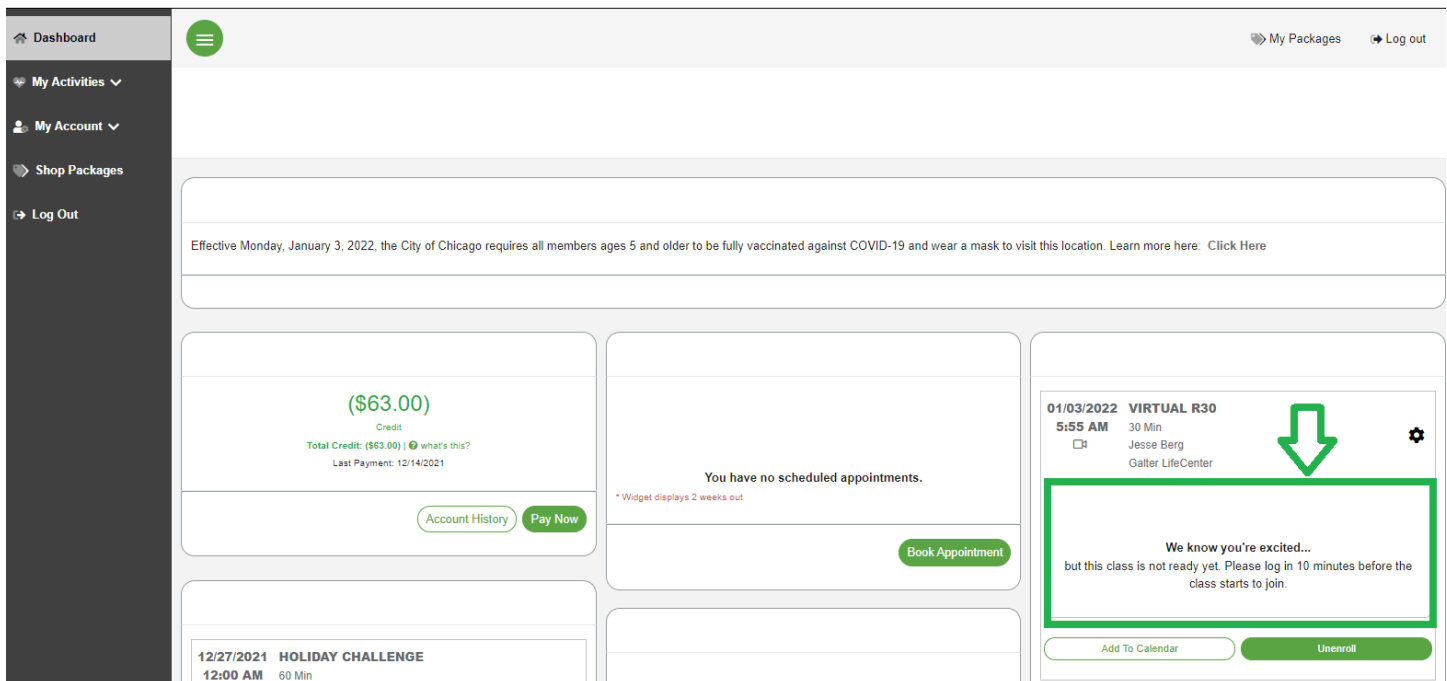 Dashboard
My Activities
My Account
Shop Packages
Log Out
My Packages
Log out
Effective Monday, January 3, 2022, the City of Chicago requires all members ages 5 and older to be fully vaccinated against COVID-19 and wear a mask to visit this location. Learn more here: Click Here
($63.00)
Credit
Total Credit: ($63.00) | ? what's this?
Last Payment: 12/14/2021
Account History
Pay Now
You have no scheduled appointments.
* Widget displays 2 weeks out
Book Appointment
01/03/2022 VIRTUAL R30
5:55 AM 30 Min
Jesse Berg
Galter LifeCenter
We know you're excited...
but this class is not ready yet. Please log in 10 minutes before the
class starts to join.
Add To Calendar
Unenroll
12/27/2021 HOLIDAY CHALLENGE
12:00 AM 60 Min